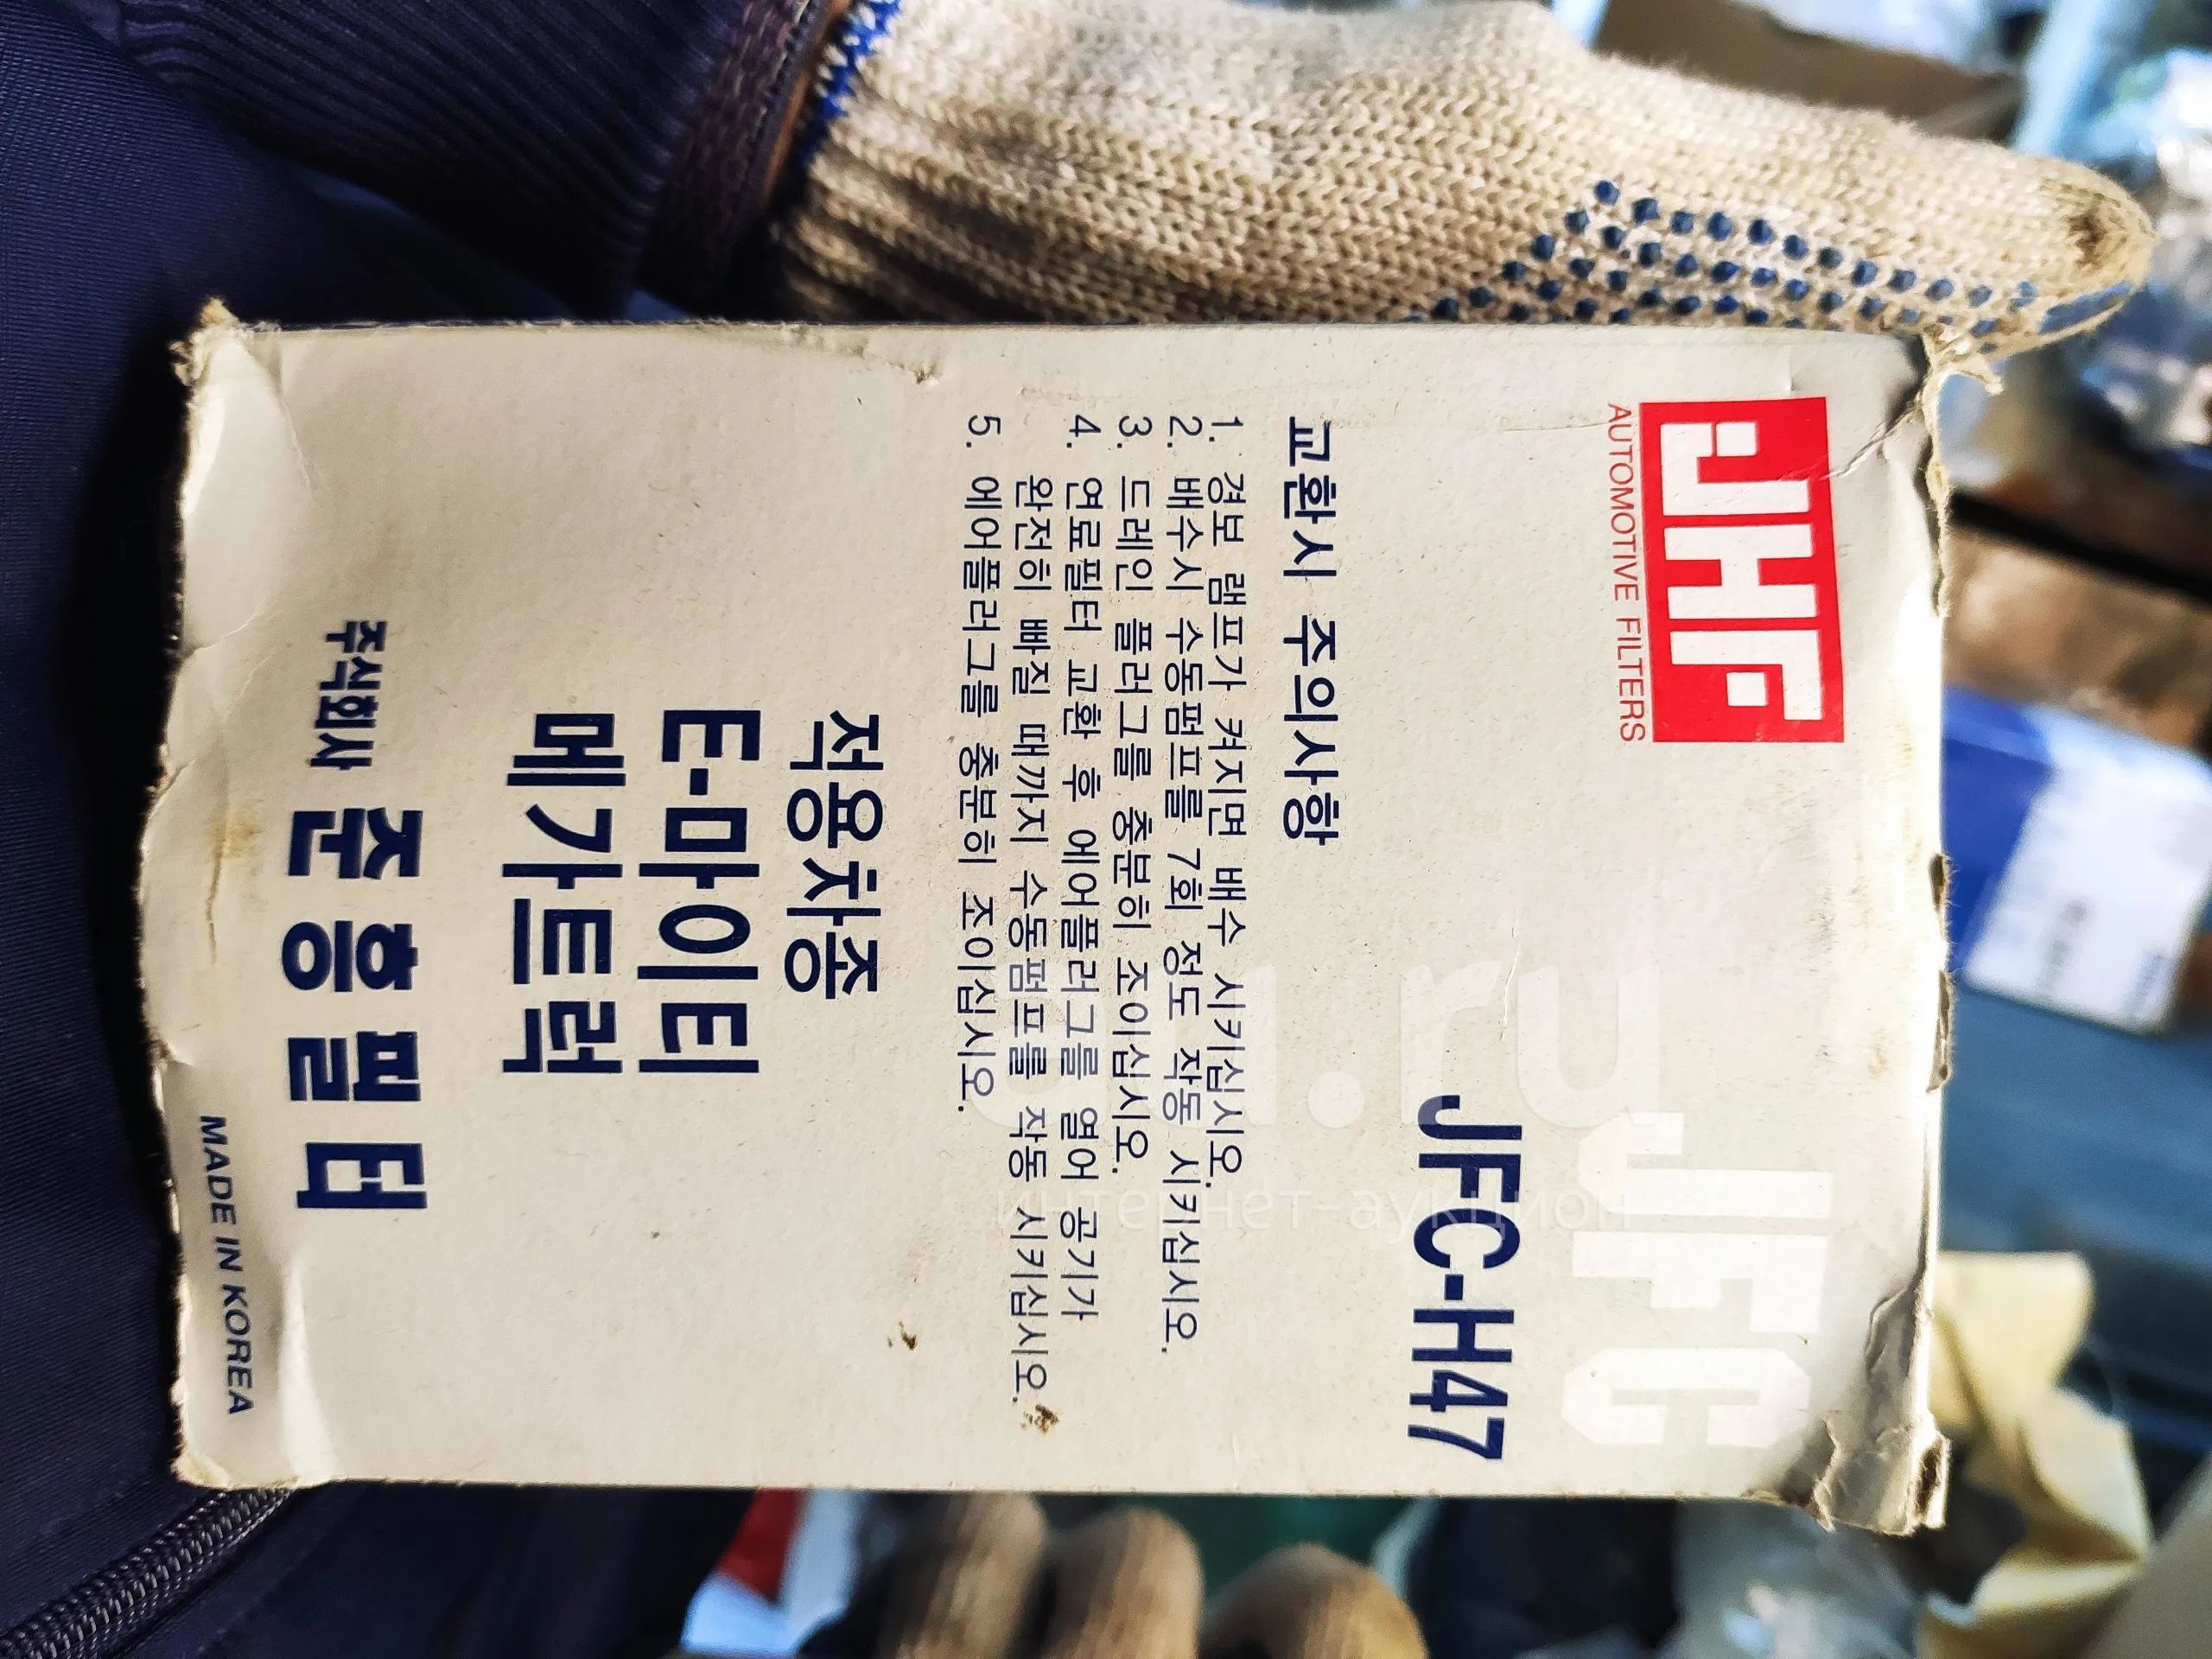 JHF
AUTOMOTIVE FILTERS
JFC
JFC-H47
교환시 주의사항
1. 경보 램프가 켜지면 배수 시키십시오.
2. 배수시 수동펌프를 7회 정도 작동 시키십시오.
3. 드레인 플러그를 충분히 조이십시오.
4. 연료필터 교환 후 에어플러그를 열어 공기가
완전히 빠질 때까지 수동펌프를 작동 시키십시오.
5. 에어플러그를 충분히 조이십시오.
적용차종
E-마이티
메가트럭
주식회사 준흥필터
MADE IN KOREA
au.ru
интернет-аукцион